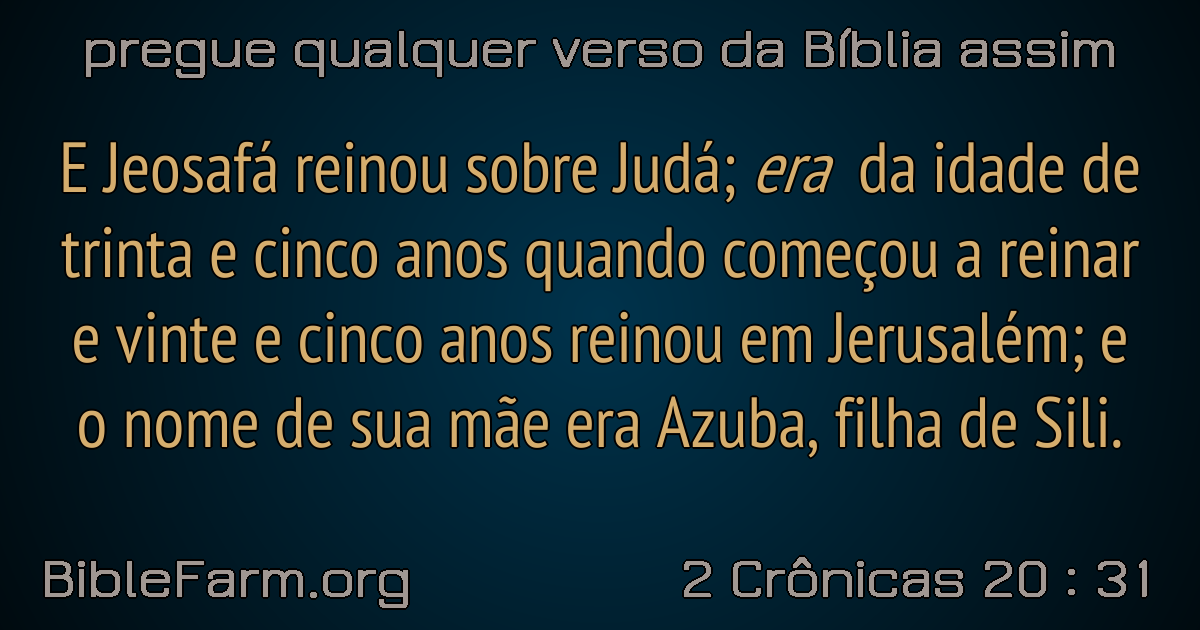 pregue qualquer verso da Bíblia assim
E Jeosafá reinou sobre Judá; era da idade de
trinta e cinco anos quando começou a reinar
e vinte e cinco anos reinou em Jerusalém; e
o nome de sua mãe era Azuba, filha de Sili.
BibleFarm.org
2 Crônicas 20 : 31